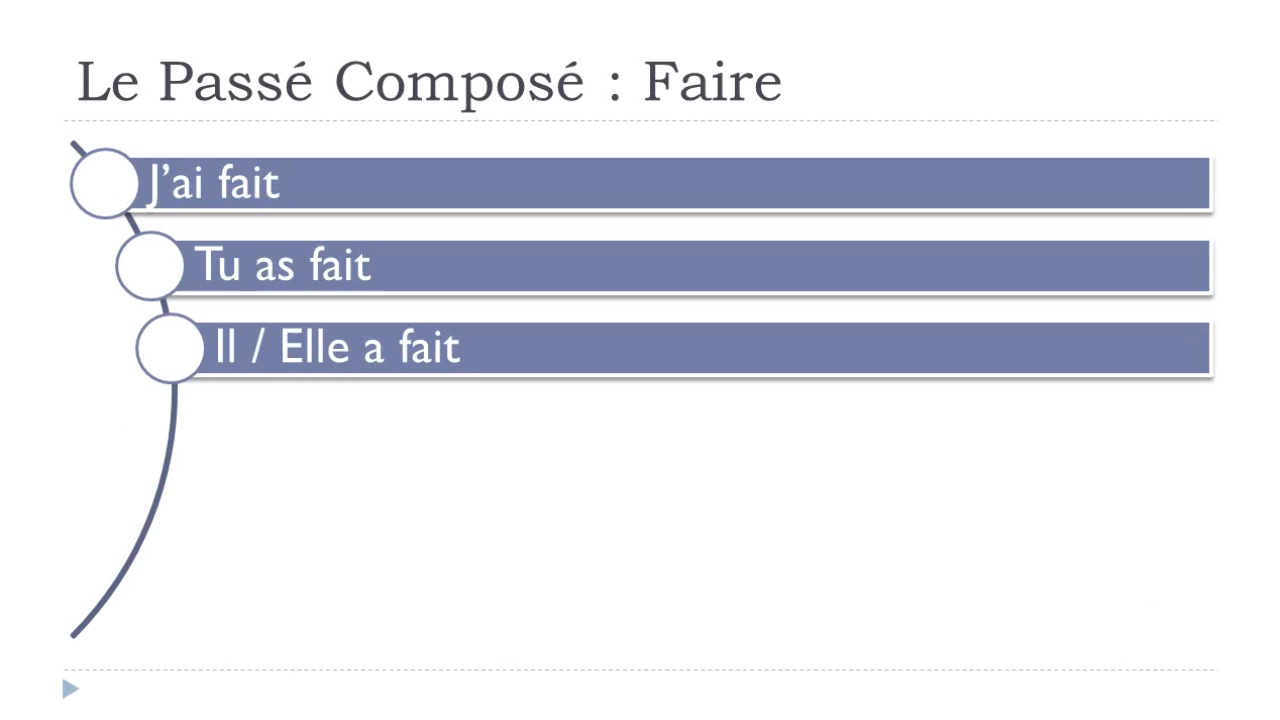 Le Passé Composé : Faire
J’ai fait
Tu as fait
Il / Elle a fait